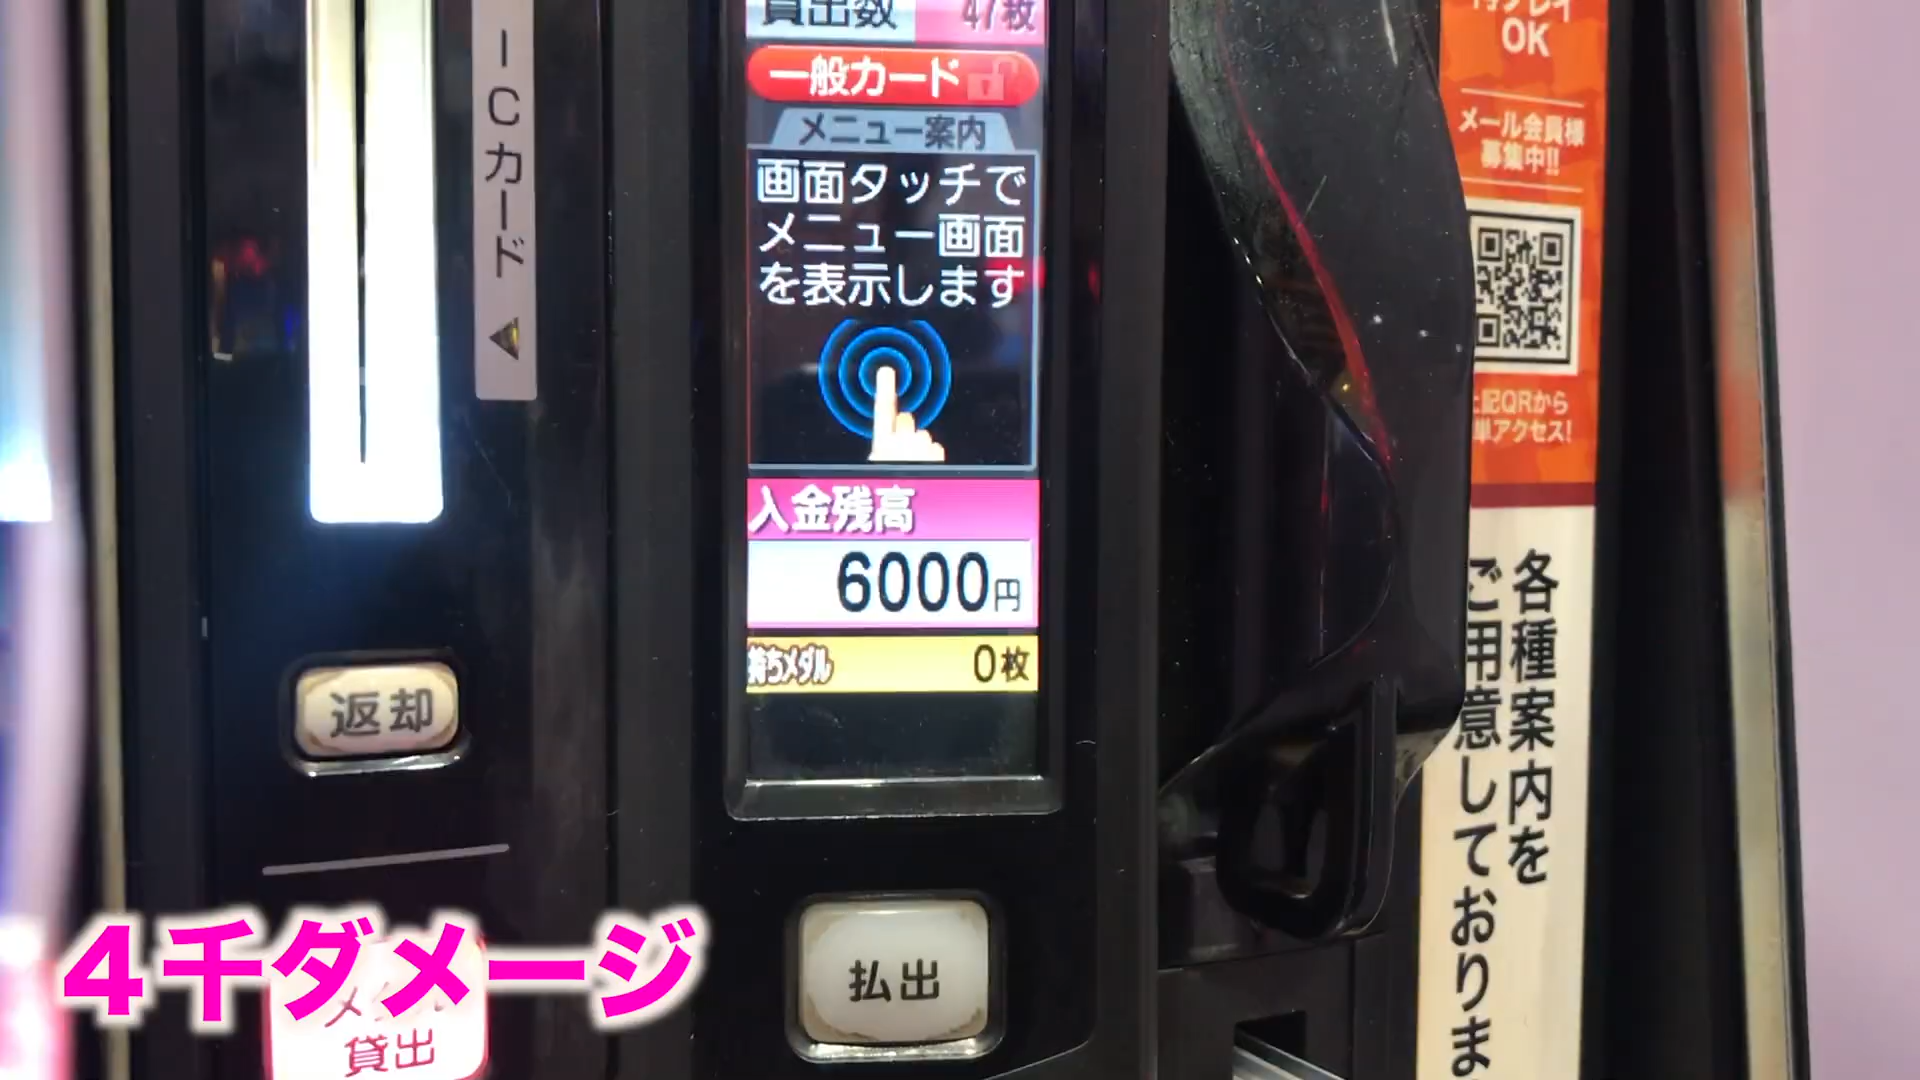 ICカード
貸出数 47枚
一般カード
メニュー案内
画面タッチで
メニュー画面
を表示します
入金残高
6000円
持ちメダル 0枚
返却
払出
4千ダメージ
貸出
OK
メール会員様
募集中!!
上記QRから
単アクセス!
各種案内を
ご用意しておりま